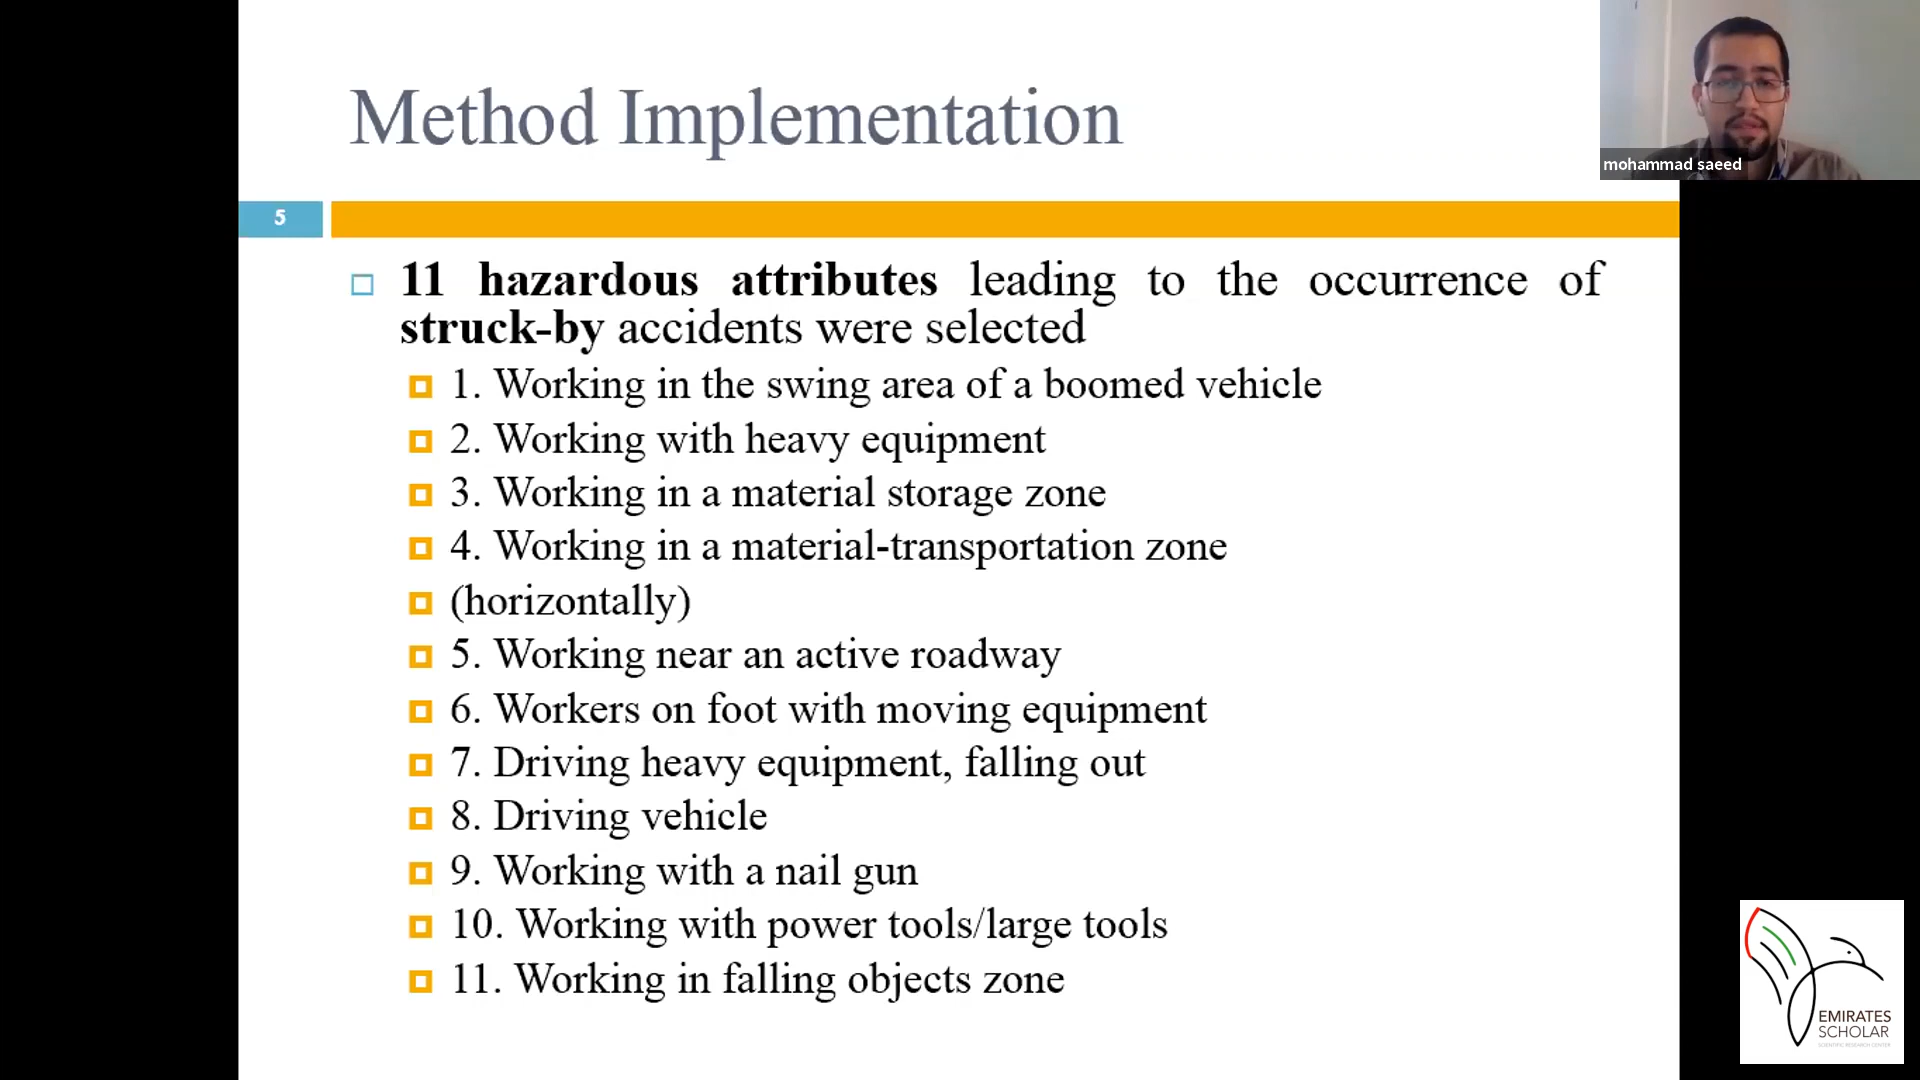 Method Implementation
mohammad saeed
5
11 hazardous attributes leading to the occurrence of
struck-by accidents were selected
1. Working in the swing area of a boomed vehicle
2. Working with heavy equipment
3. Working in a material storage zone
4. Working in a material-transportation zone
(horizontally)
5. Working near an active roadway
6. Workers on foot with moving equipment
7. Driving heavy equipment, falling out
8. Driving vehicle
9. Working with a nail gun
10. Working with power tools/large tools
11. Working in falling objects zone
EMIRATES
SCHOLAR
SCIENTIFIC RESEARCH CENTER